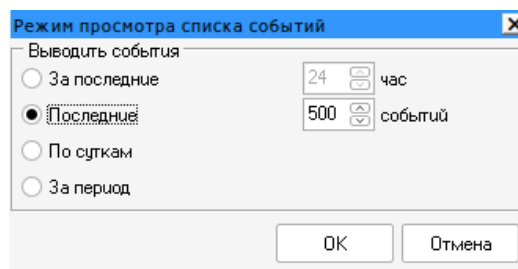 Режим просмотра списка событий
Выводить события
За последние 24 час
Последние 500 событий
По суткам
За период
OK Отмена